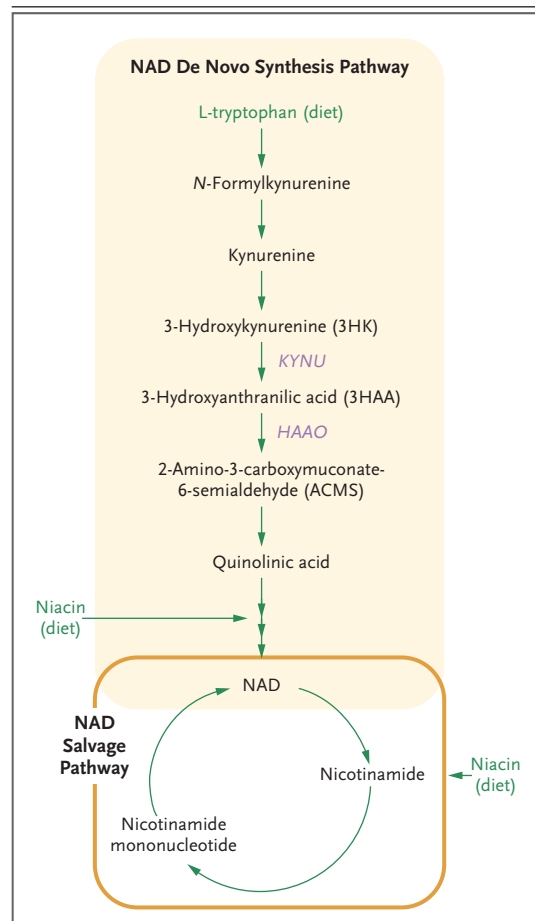 NAD De Novo Synthesis Pathway
L-tryptophan (diet)
N-Formylkynurenine
Kynurenine
3-Hydroxykynurenine (3HK)
KYNU
3-Hydroxyanthranilic acid (3HAA)
HAAO
2-Amino-3-carboxymuconate-
6-semialdehyde (ACMS)
Quinolinic acid
Niacin
(diet)
NAD
NAD
Salvage
Pathway
Nicotinamide
Niacin
(diet)
Nicotinamide
mononucleotide